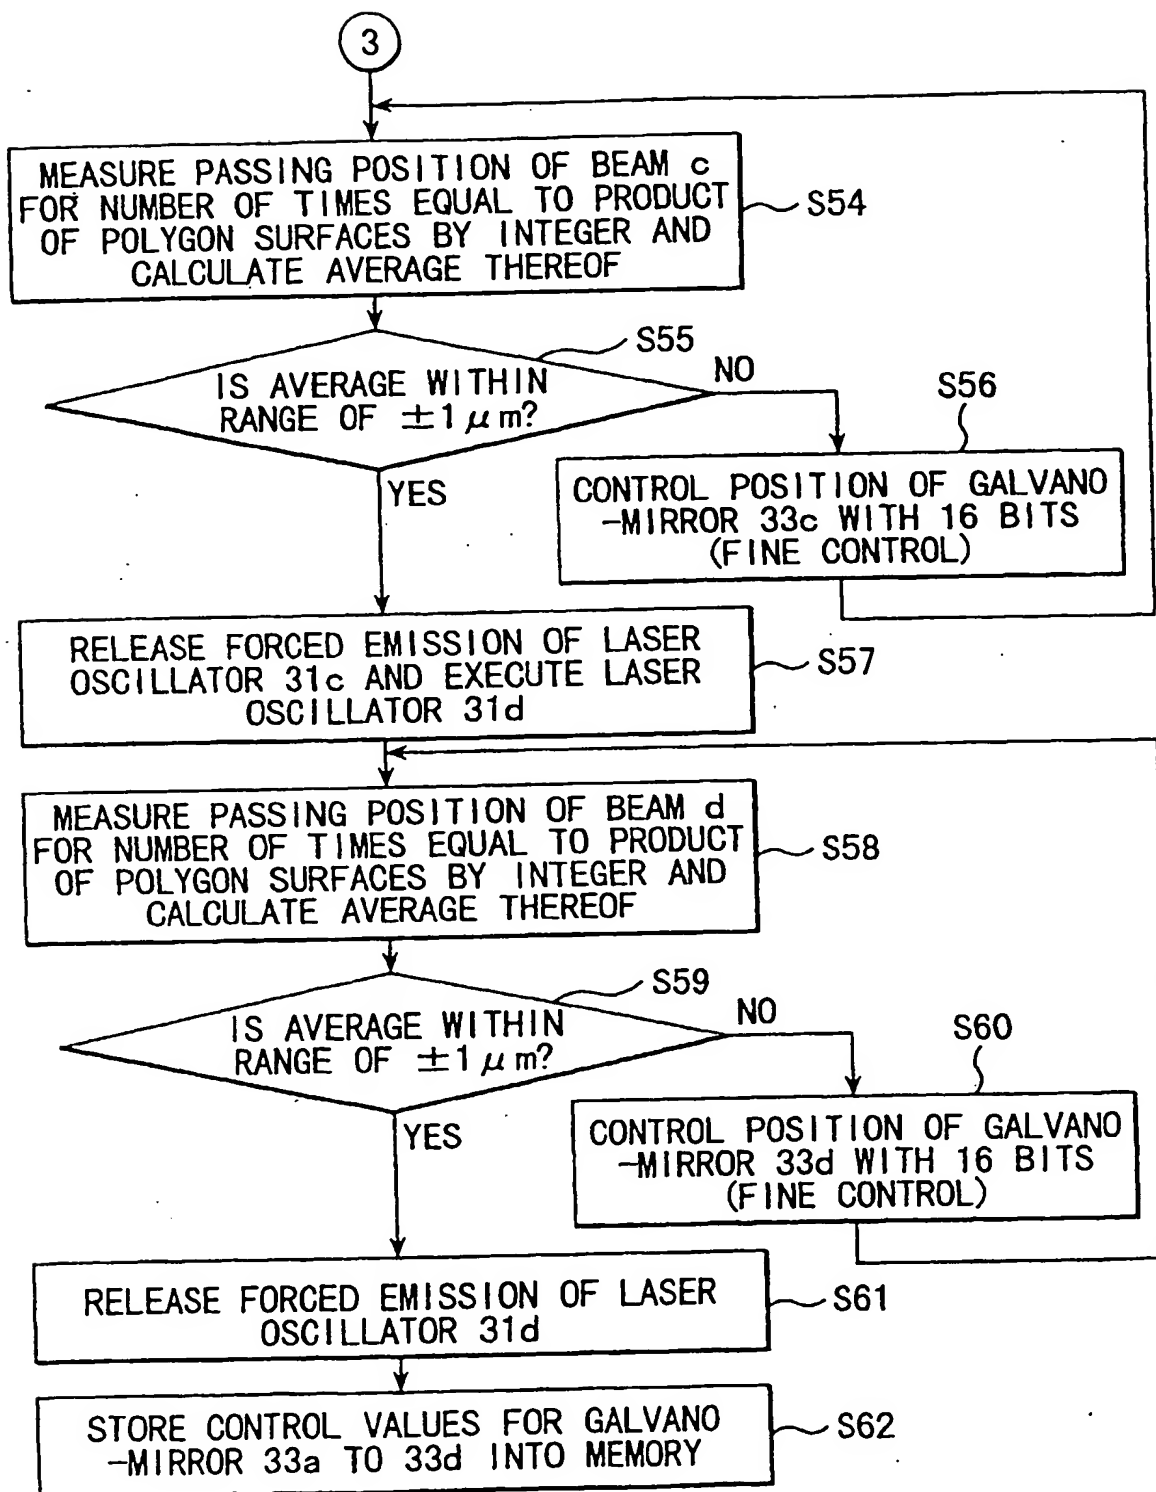 3
MEASURE PASSING POSITION OF BEAM c
FOR NUMBER OF TIMES EQUAL TO PRODUCT
OF POLYGON SURFACES BY INTEGER AND
CALCULATE AVERAGE THEREOF
S54
S55
IS AVERAGE WITHIN
RANGE OF ±1 μm?
NO
YES
S56
CONTROL POSITION OF GALVANO
-MIRROR 33c WITH 16 BITS
(FINE CONTROL)
RELEASE FORCED EMISSION OF LASER
OSCILLATOR 31c AND EXECUTE LASER
OSCILLATOR 31d
S57
MEASURE PASSING POSITION OF BEAM d
FOR NUMBER OF TIMES EQUAL TO PRODUCT
OF POLYGON SURFACES BY INTEGER AND
CALCULATE AVERAGE THEREOF
S58
S59
IS AVERAGE WITHIN
RANGE OF ±1 μm?
NO
YES
S60
CONTROL POSITION OF GALVANO
-MIRROR 33d WITH 16 BITS
(FINE CONTROL)
RELEASE FORCED EMISSION OF LASER
OSCILLATOR 31d
S61
STORE CONTROL VALUES FOR GALVANO
-MIRROR 33a TO 33d INTO MEMORY
S62